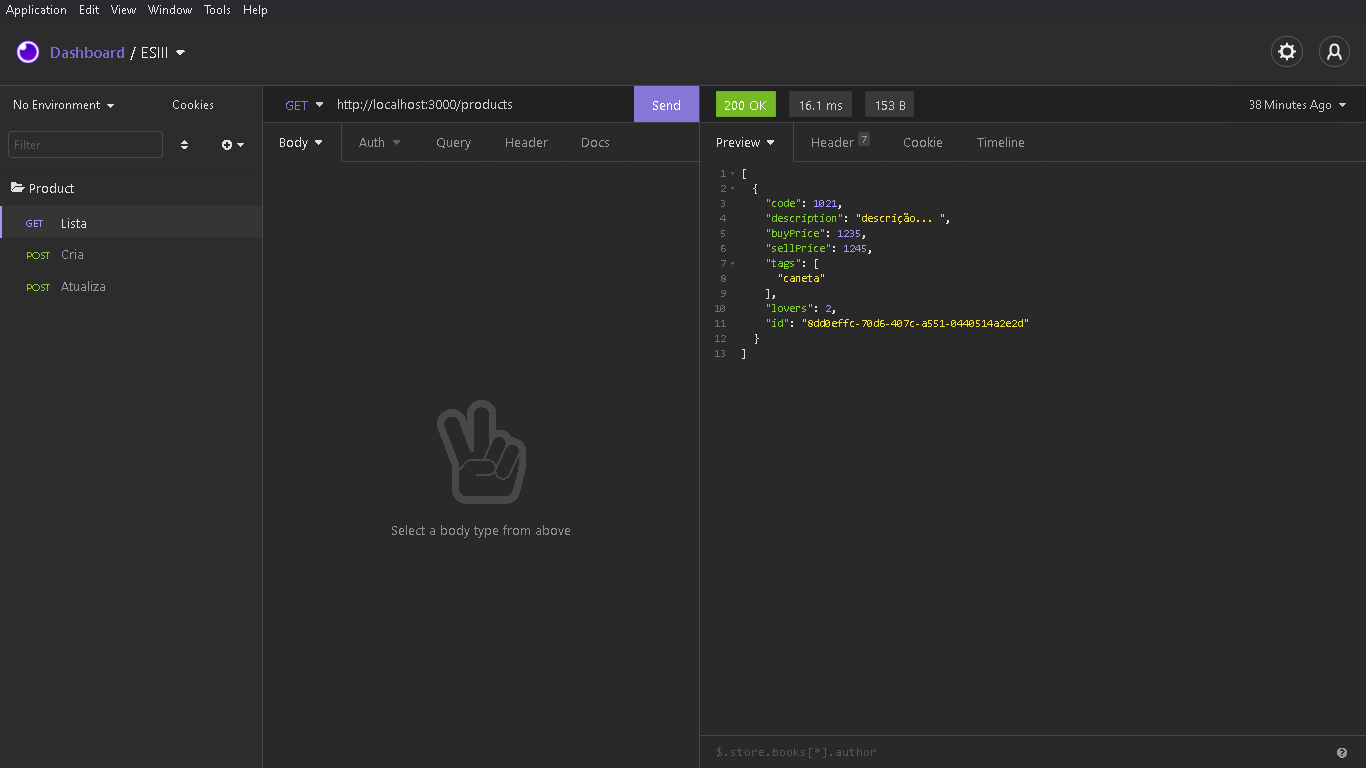 Application Edit View Window Tools Help
Dashboard / ESIII
No Environment Cookies
GET http://localhost:3000/products Send
200 OK 16.1 ms 153 B 38 Minutes Ago
Filter
Body Auth Query Header Docs
Preview Header 7 Cookie Timeline
Product
GET Lista
POST Cria
POST Atualiza
Select a body type from above
1 [
2 {
3 "code": 1021,
4 "description": "descrição... ",
5 "buyPrice": 1235,
6 "sellPrice": 1245,
7 "tags": [
8 "caneta"
9 ],
10 "lovers": 2,
11 "id": "8dd0effc-70d6-407c-a551-0440514a2e2d"
12 }
13 ]
$.store.books[*].author